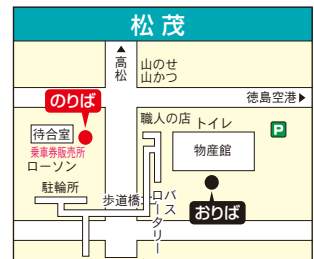 松茂
▲高松
山のせ
山かつ
徳島空港▶
のりば
職人の店
トイレ
P
待合室
乗車券販売所
ローソン
物産館
駐輪所
歩道橋
バスロータリー
おりば